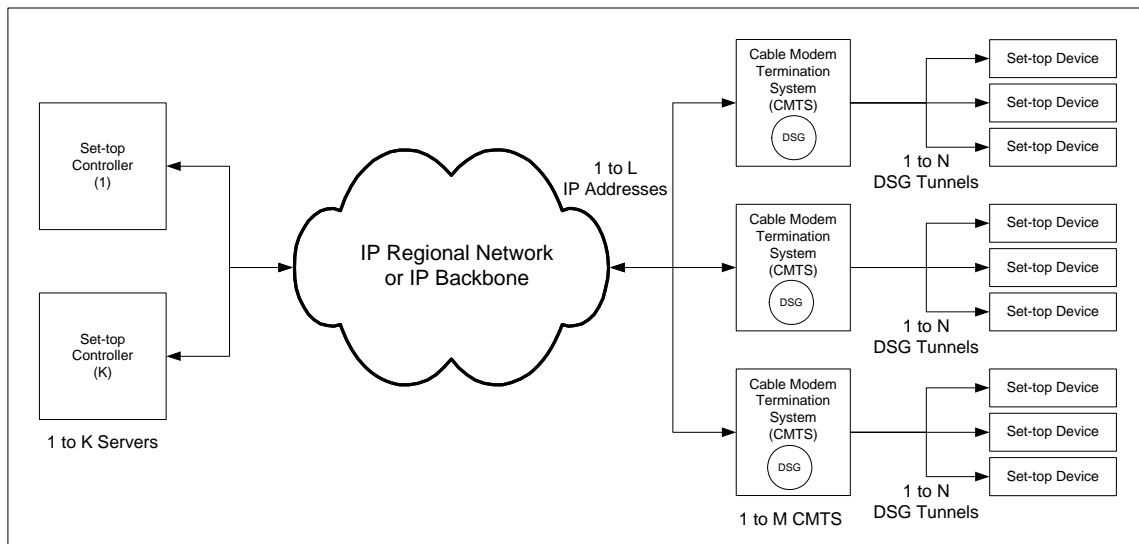 Set-top
Controller
(1)
Set-top
Controller
(K)
1 to K Servers
IP Regional Network
or IP Backbone
1 to L
IP Addresses
Cable Modem
Termination
System
(CMTS)
DSG
Set-top Device
Set-top Device
Set-top Device
1 to N
DSG Tunnels
Cable Modem
Termination
System
(CMTS)
DSG
Set-top Device
Set-top Device
Set-top Device
1 to N
DSG Tunnels
Cable Modem
Termination
System
(CMTS)
DSG
Set-top Device
Set-top Device
Set-top Device
1 to N
DSG Tunnels
1 to M CMTS